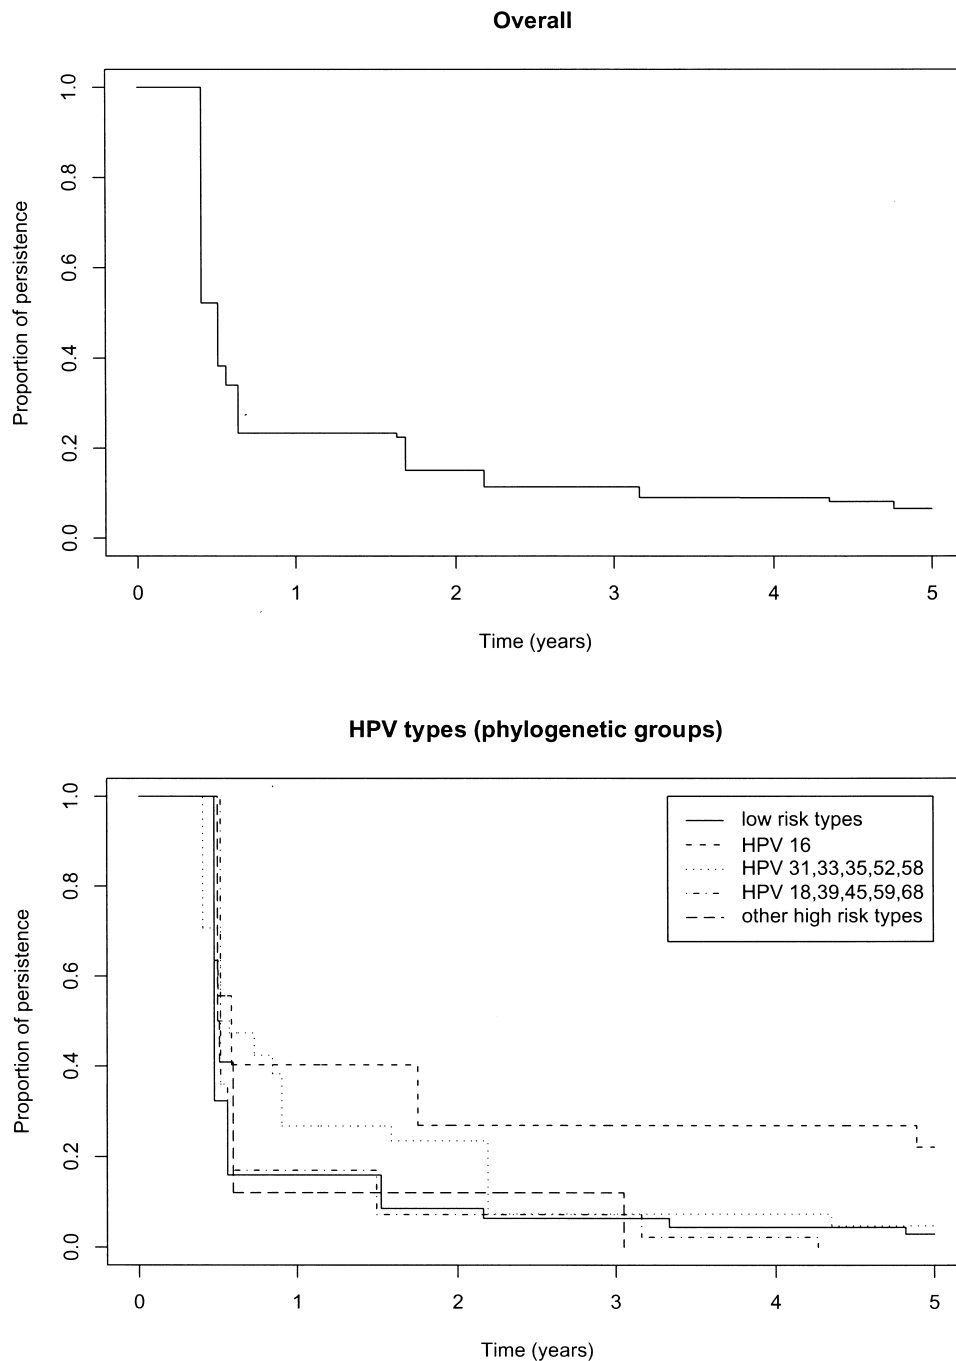 Overall
Proportion of persistence
1.0
0.8
0.6
0.4
0.2
0.0
0 1 2 3 4 5
Time (years)
HPV types (phylogenetic groups)
Proportion of persistence
1.0
0.8
0.6
0.4
0.2
0.0
low risk types
HPV 16
HPV 31,33,35,52,58
HPV 18,39,45,59,68
other high risk types
0 1 2 3 4 5
Time (years)